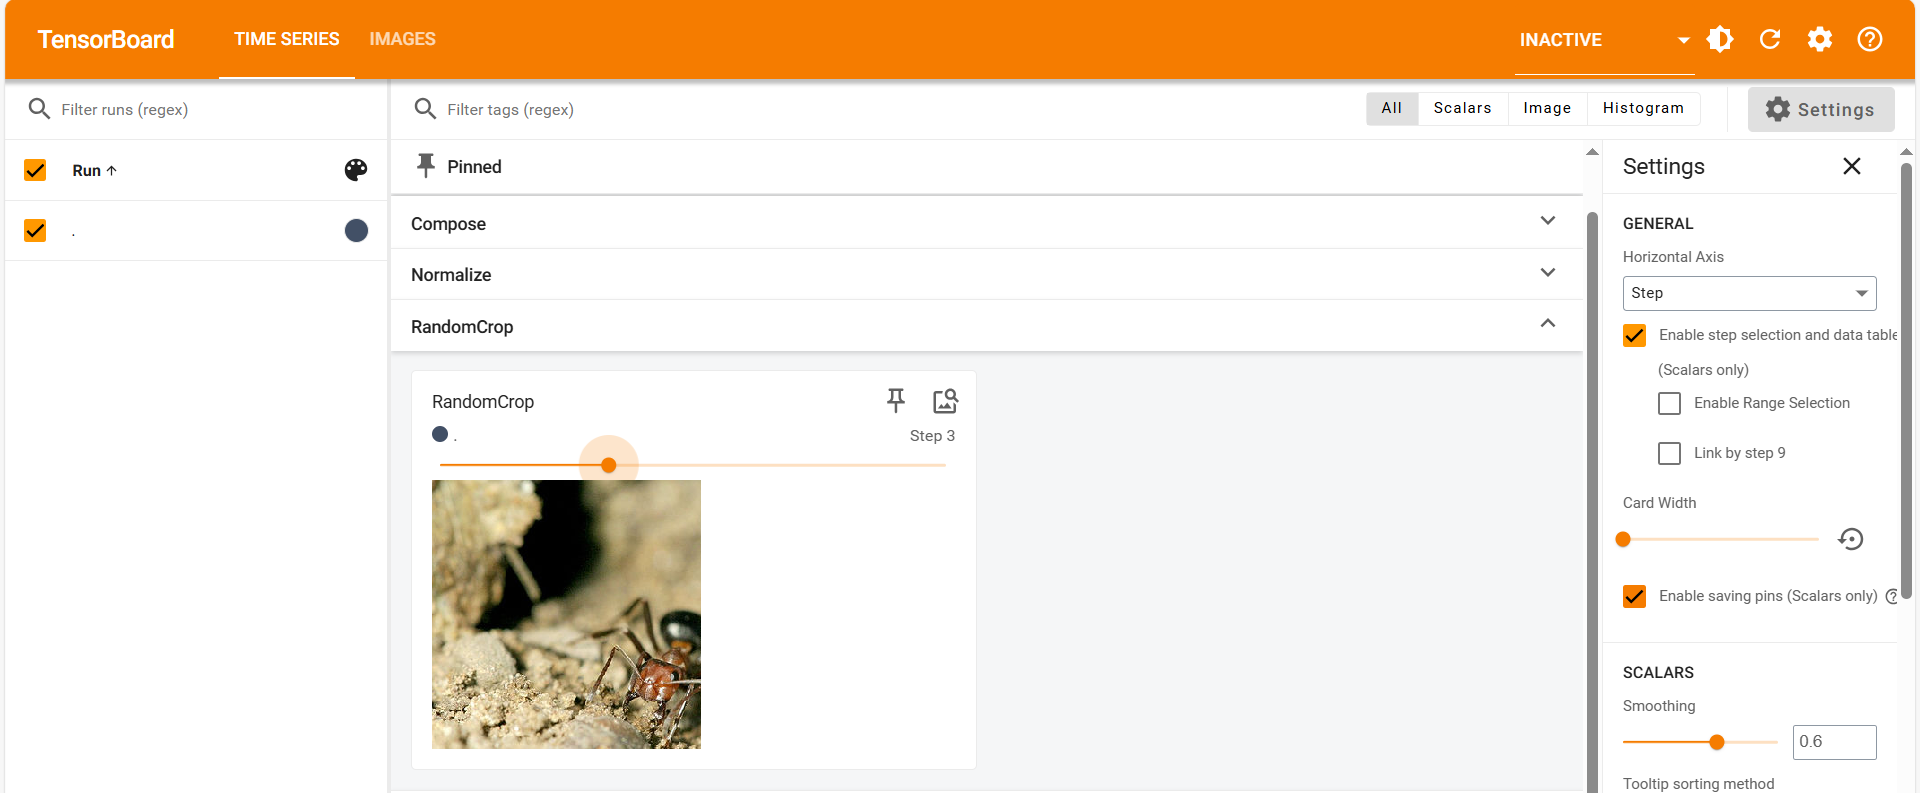 TensorBoard
TIME SERIES
IMAGES
INACTIVE
Filter runs (regex)
Filter tags (regex)
All
Scalars
Image
Histogram
Settings
Run
.
Pinned
Compose
Normalize
RandomCrop
RandomCrop
.
Step 3
Settings
GENERAL
Horizontal Axis
Step
Enable step selection and data table
(Scalars only)
Enable Range Selection
Link by step 9
Card Width
Enable saving pins (Scalars only)
SCALARS
Smoothing
0.6
Tooltip sorting method